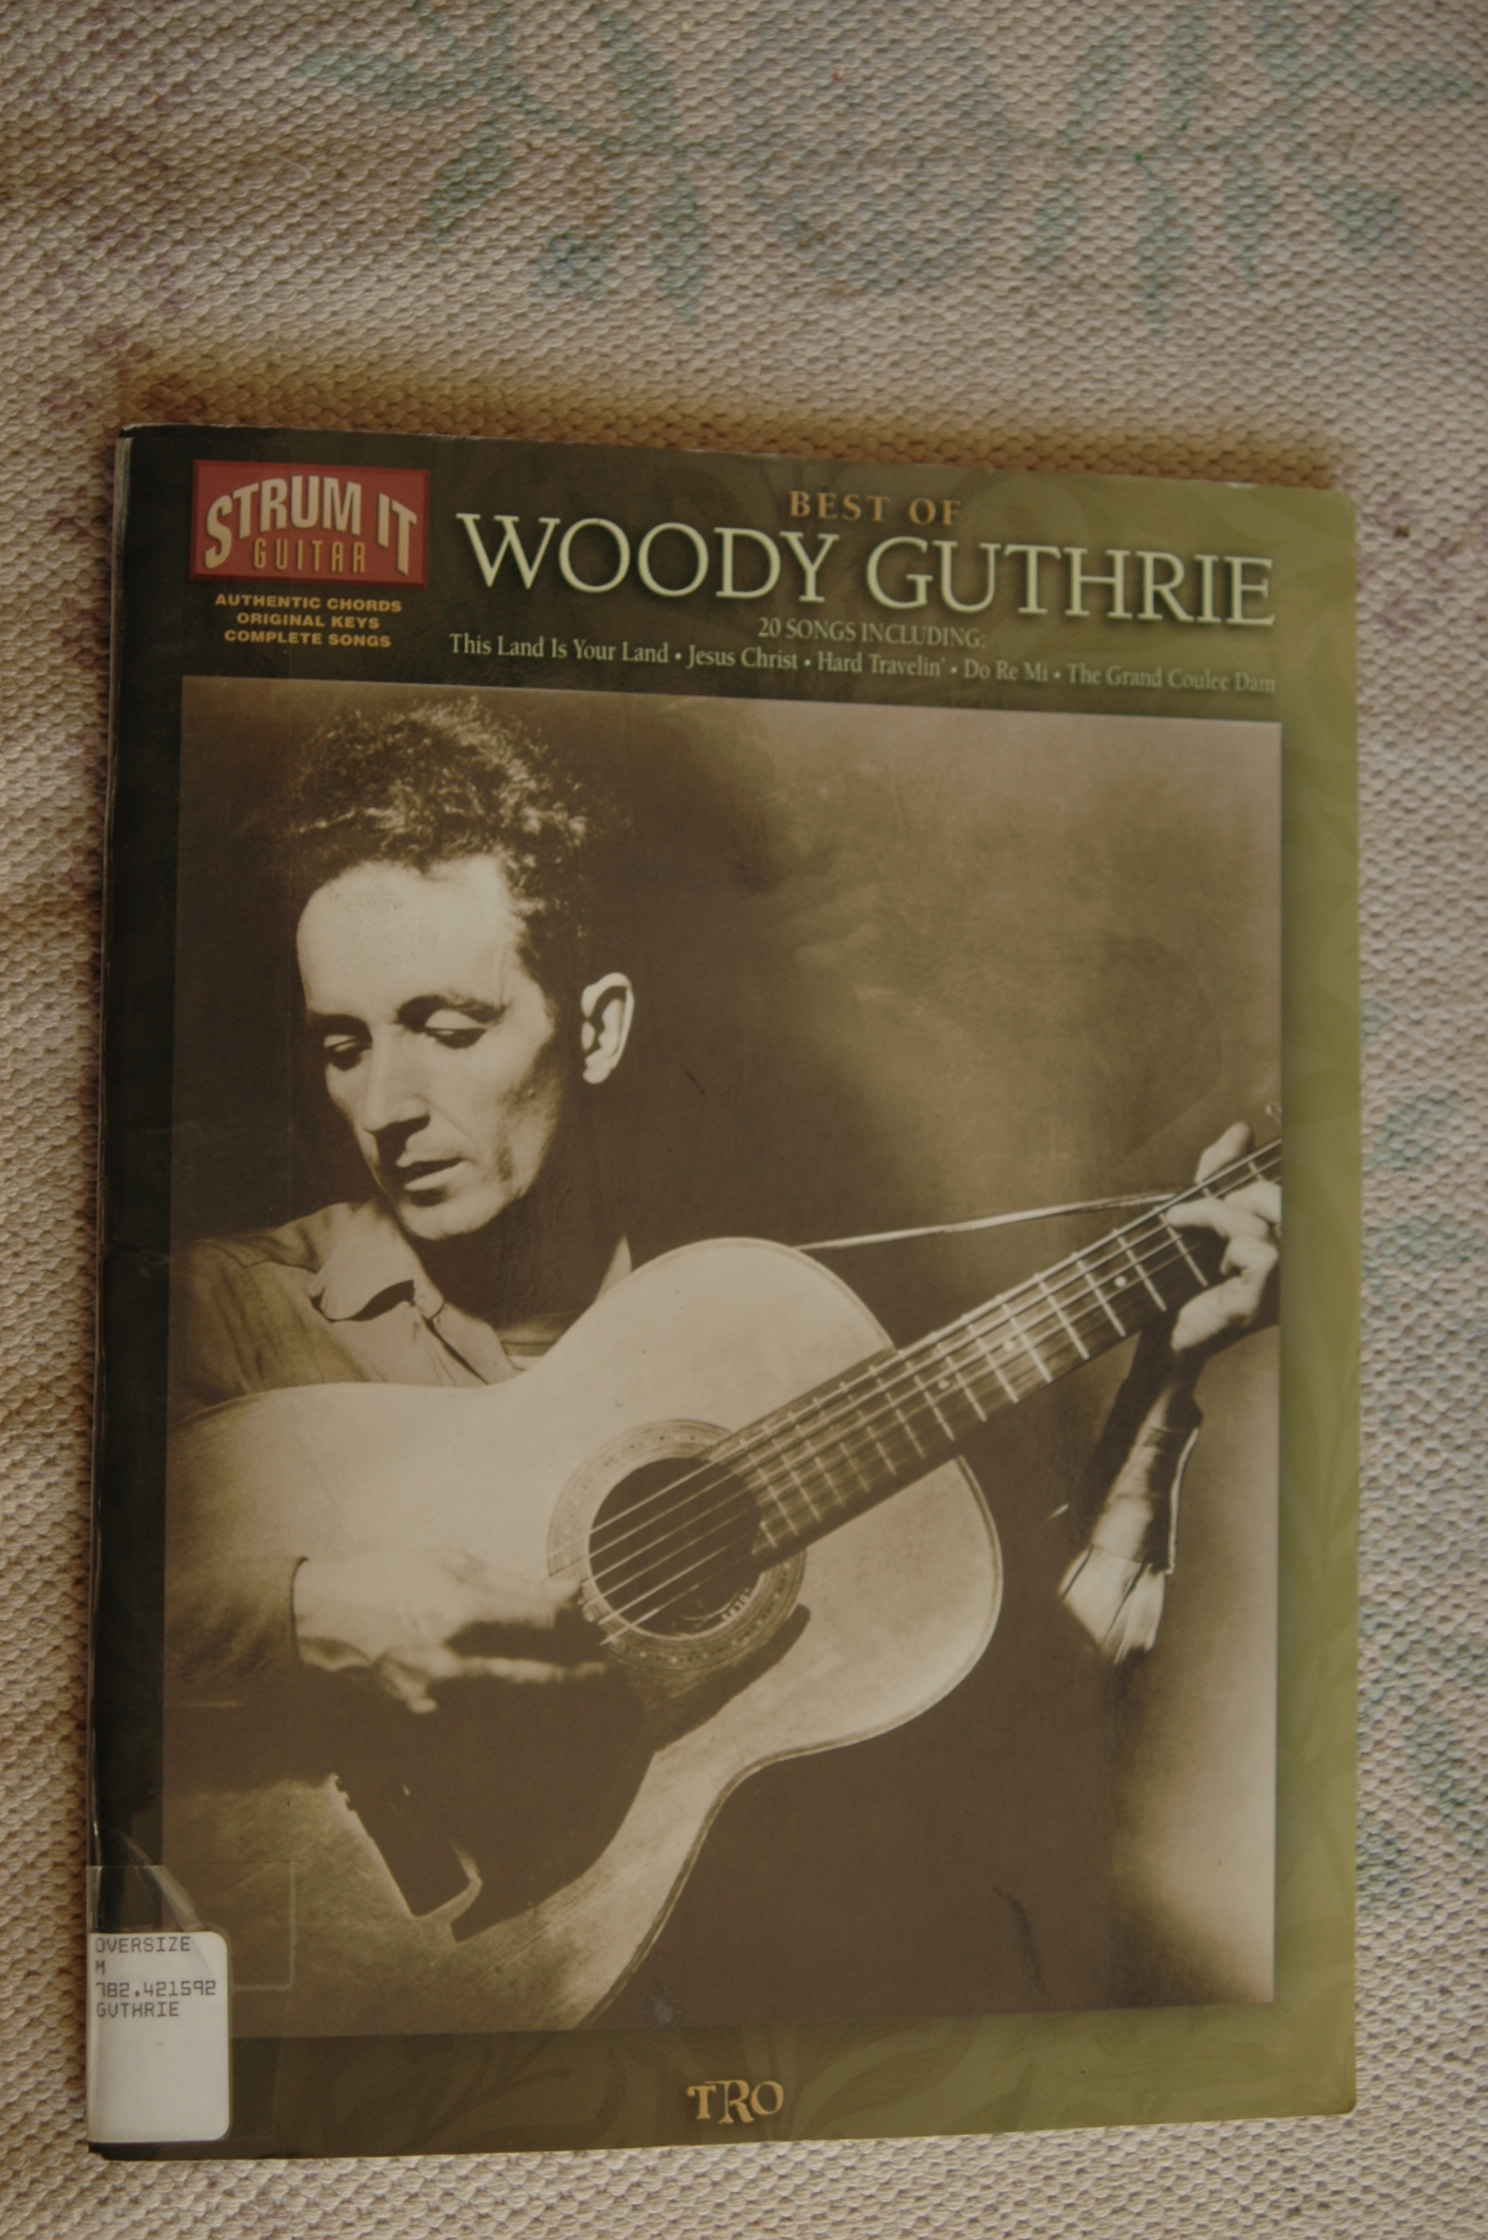 STRUM IT
GUITAR
AUTHENTIC CHORDS
ORIGINAL KEYS
COMPLETE SONGS
BEST OF
WOODY GUTHRIE
20 SONGS INCLUDING:
This Land Is Your Land • Jesus Christ • Hard Travelin' • Do Re Mi • The Grand Coulee Dam
OVERSIZE
M
782.421592
GUTHRIE
TRO